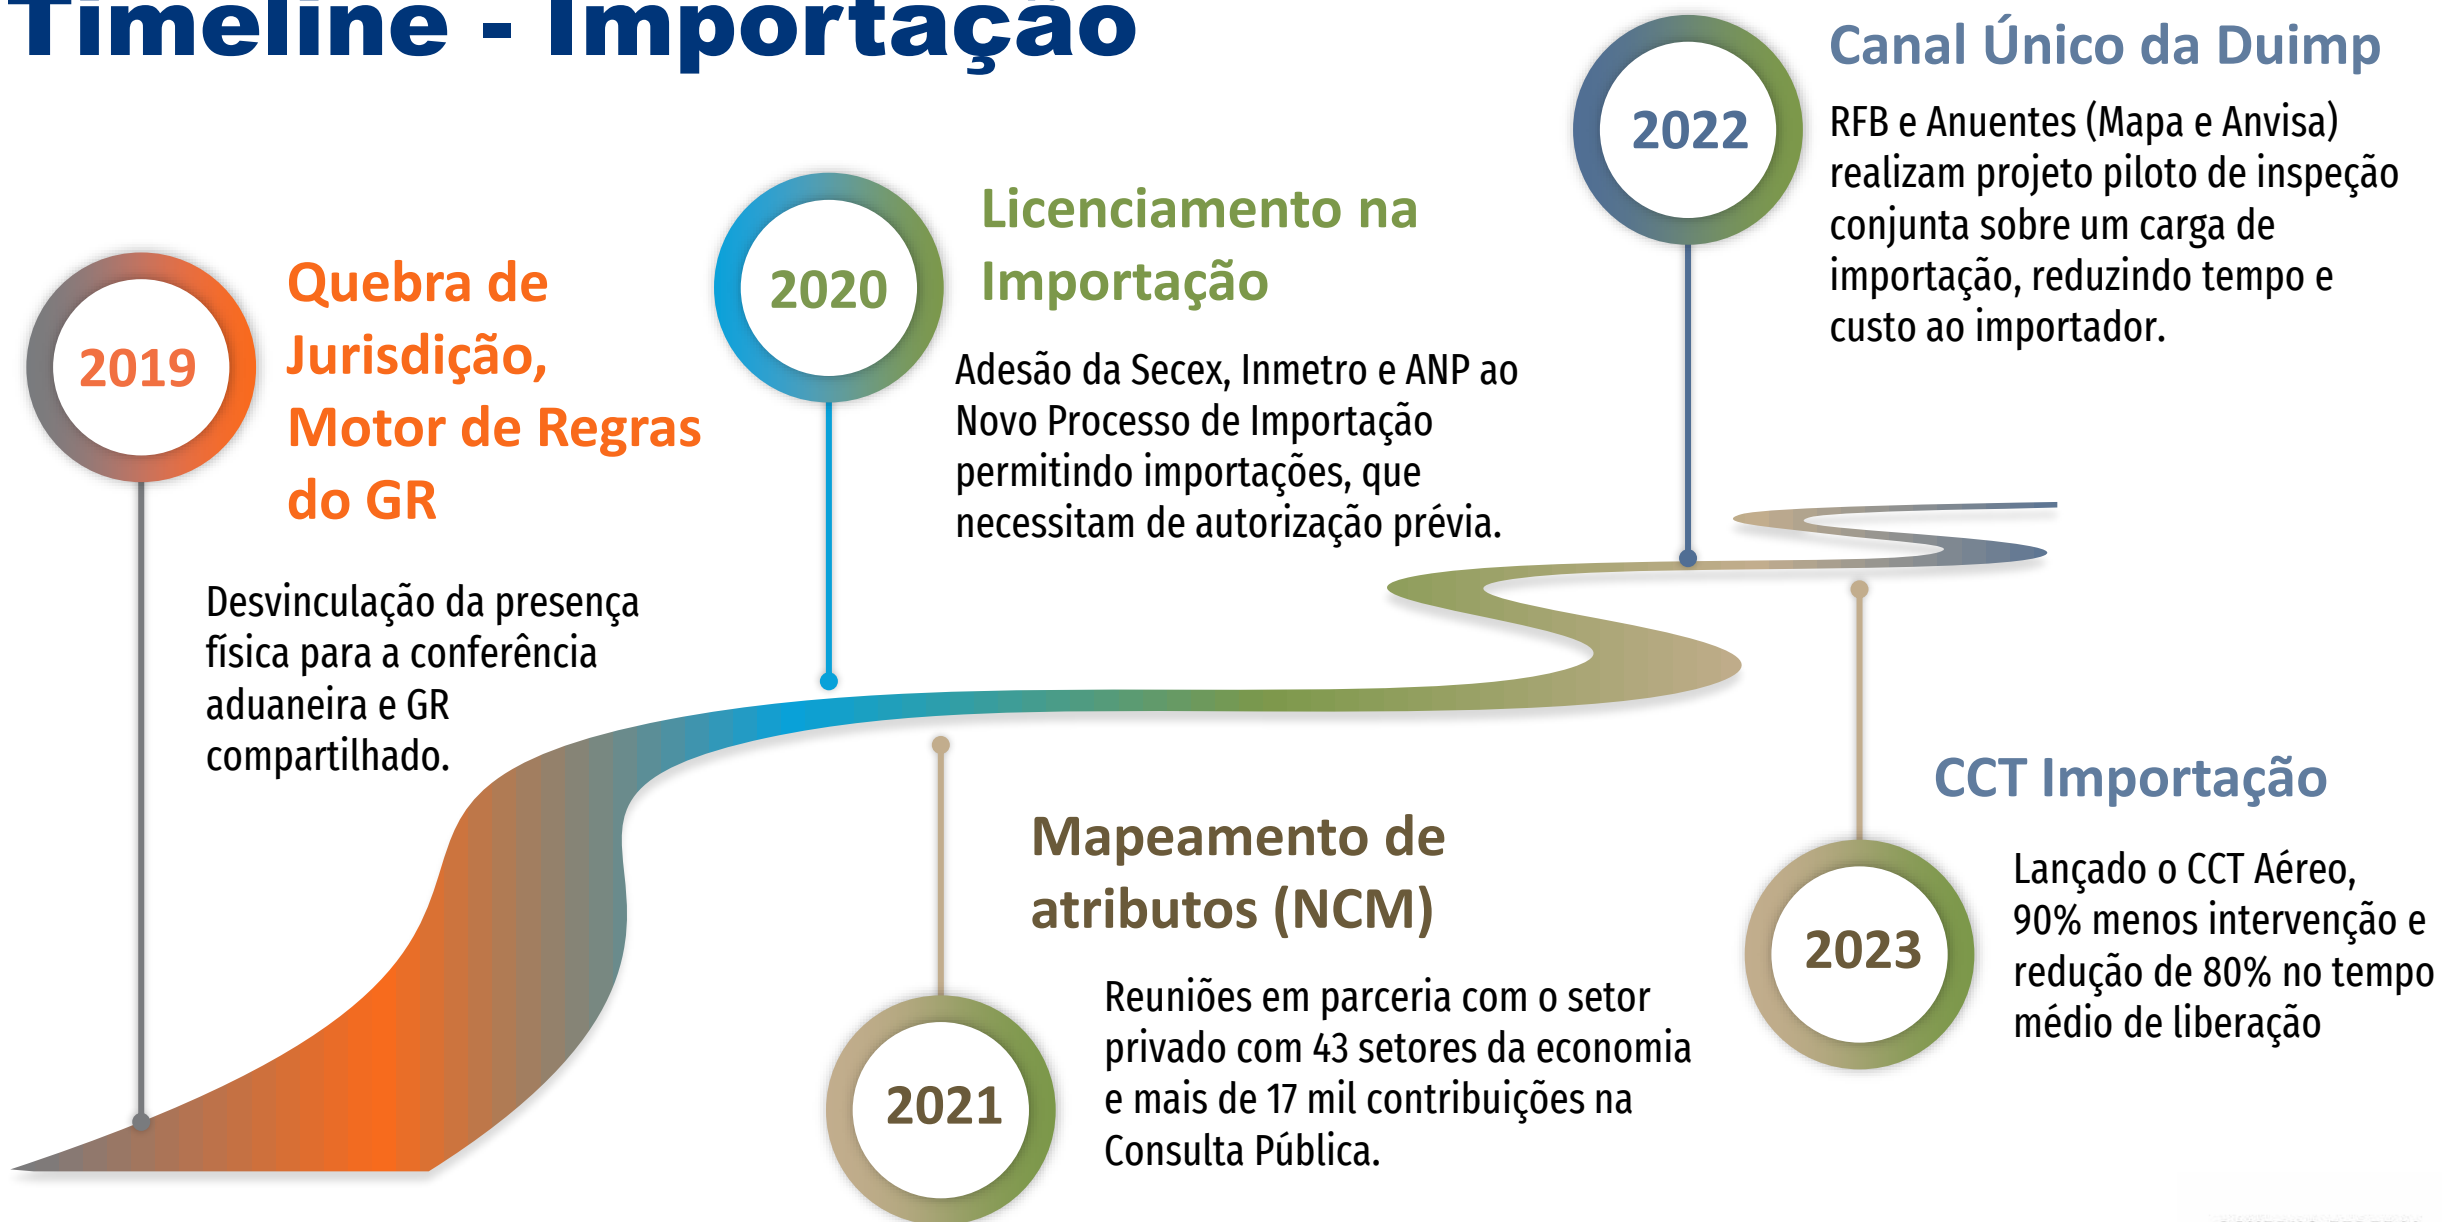 Timeline - Importação
2019
Quebra de
Jurisdição,
Motor de Regras
do GR
Desvinculação da presença
física para a conferência
aduaneira e GR
compartilhado.
2020
Licenciamento na
Importação
Adesão da Secex, Inmetro e ANP ao
Novo Processo de Importação
permitindo importações, que
necessitam de autorização prévia.
2021
Mapeamento de
atributos (NCM)
Reuniões em parceria com o setor
privado com 43 setores da economia
e mais de 17 mil contribuições na
Consulta Pública.
2022
Canal Único da Duimp
RFB e Anuentes (Mapa e Anvisa)
realizam projeto piloto de inspeção
conjunta sobre um carga de
importação, reduzindo tempo e
custo ao importador.
2023
CCT Importação
Lançado o CCT Aéreo,
90% menos intervenção e
redução de 80% no tempo
médio de liberação